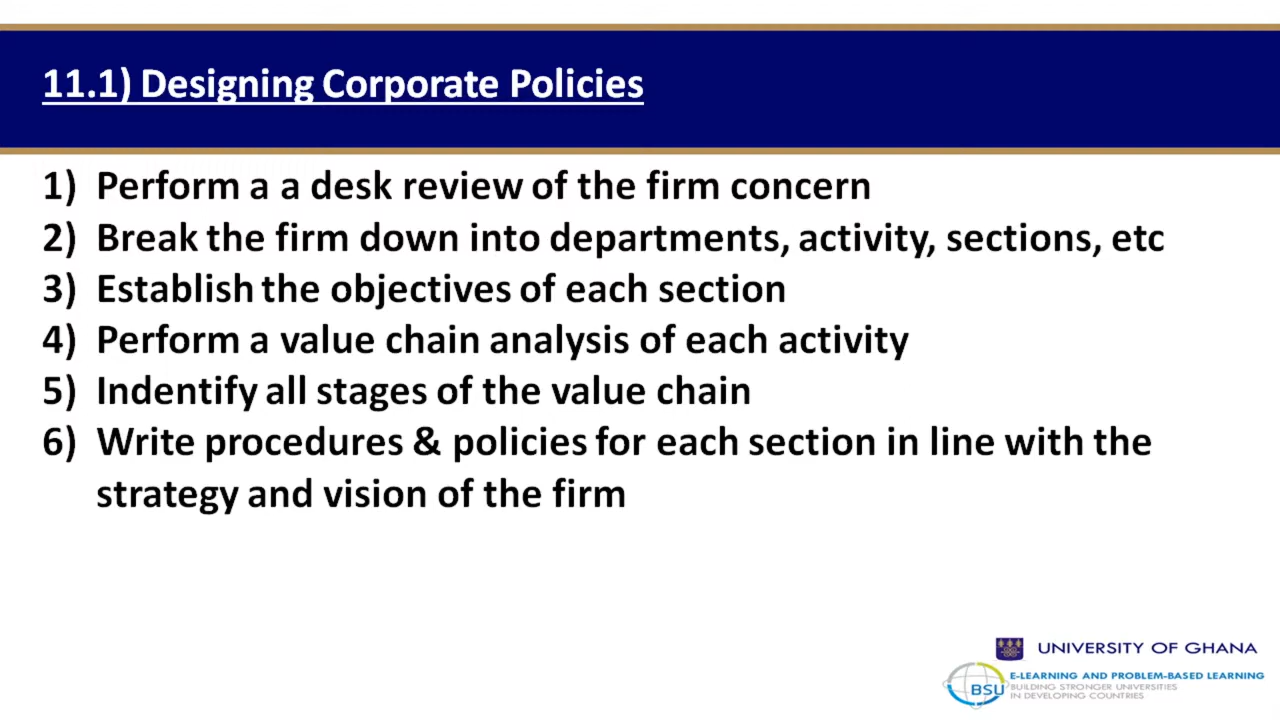 11.1) Designing Corporate Policies
1) Perform a a desk review of the firm concern
2) Break the firm down into departments, activity, sections, etc
3) Establish the objectives of each section
4) Perform a value chain analysis of each activity
5) Indentify all stages of the value chain
6) Write procedures & policies for each section in line with the
strategy and vision of the firm
UNIVERSITY OF GHANA
BSU
E-LEARNING AND PROBLEM-BASED LEARNING
BUILDING STRONGER UNIVERSITIES
IN DEVELOPING COUNTRIES